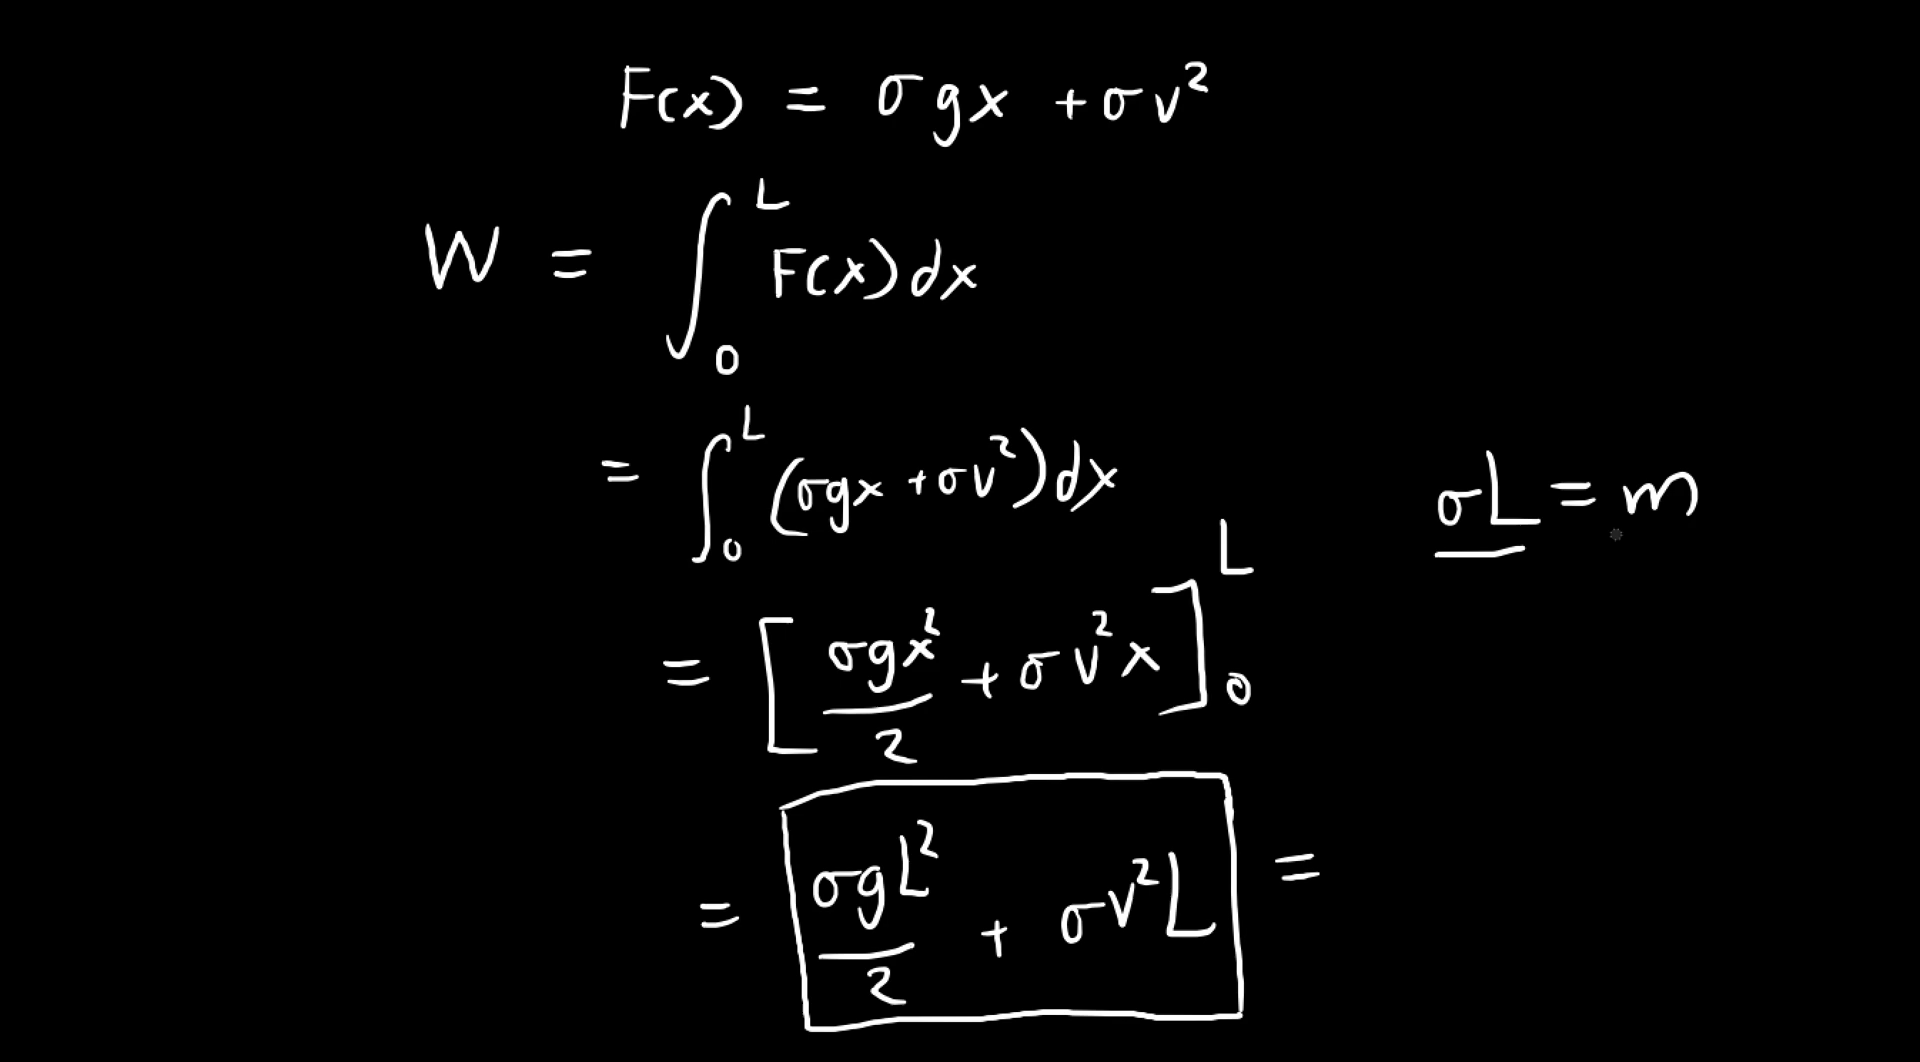 F(x) = σgx + σv²
W = ∫₀ᴸ F(x)dx
= ∫₀ᴸ (σgx + σv²)dx
σL = m
= [σgx²/2 + σv²x]₀ᴸ
= σgL²/2 + σv²L =